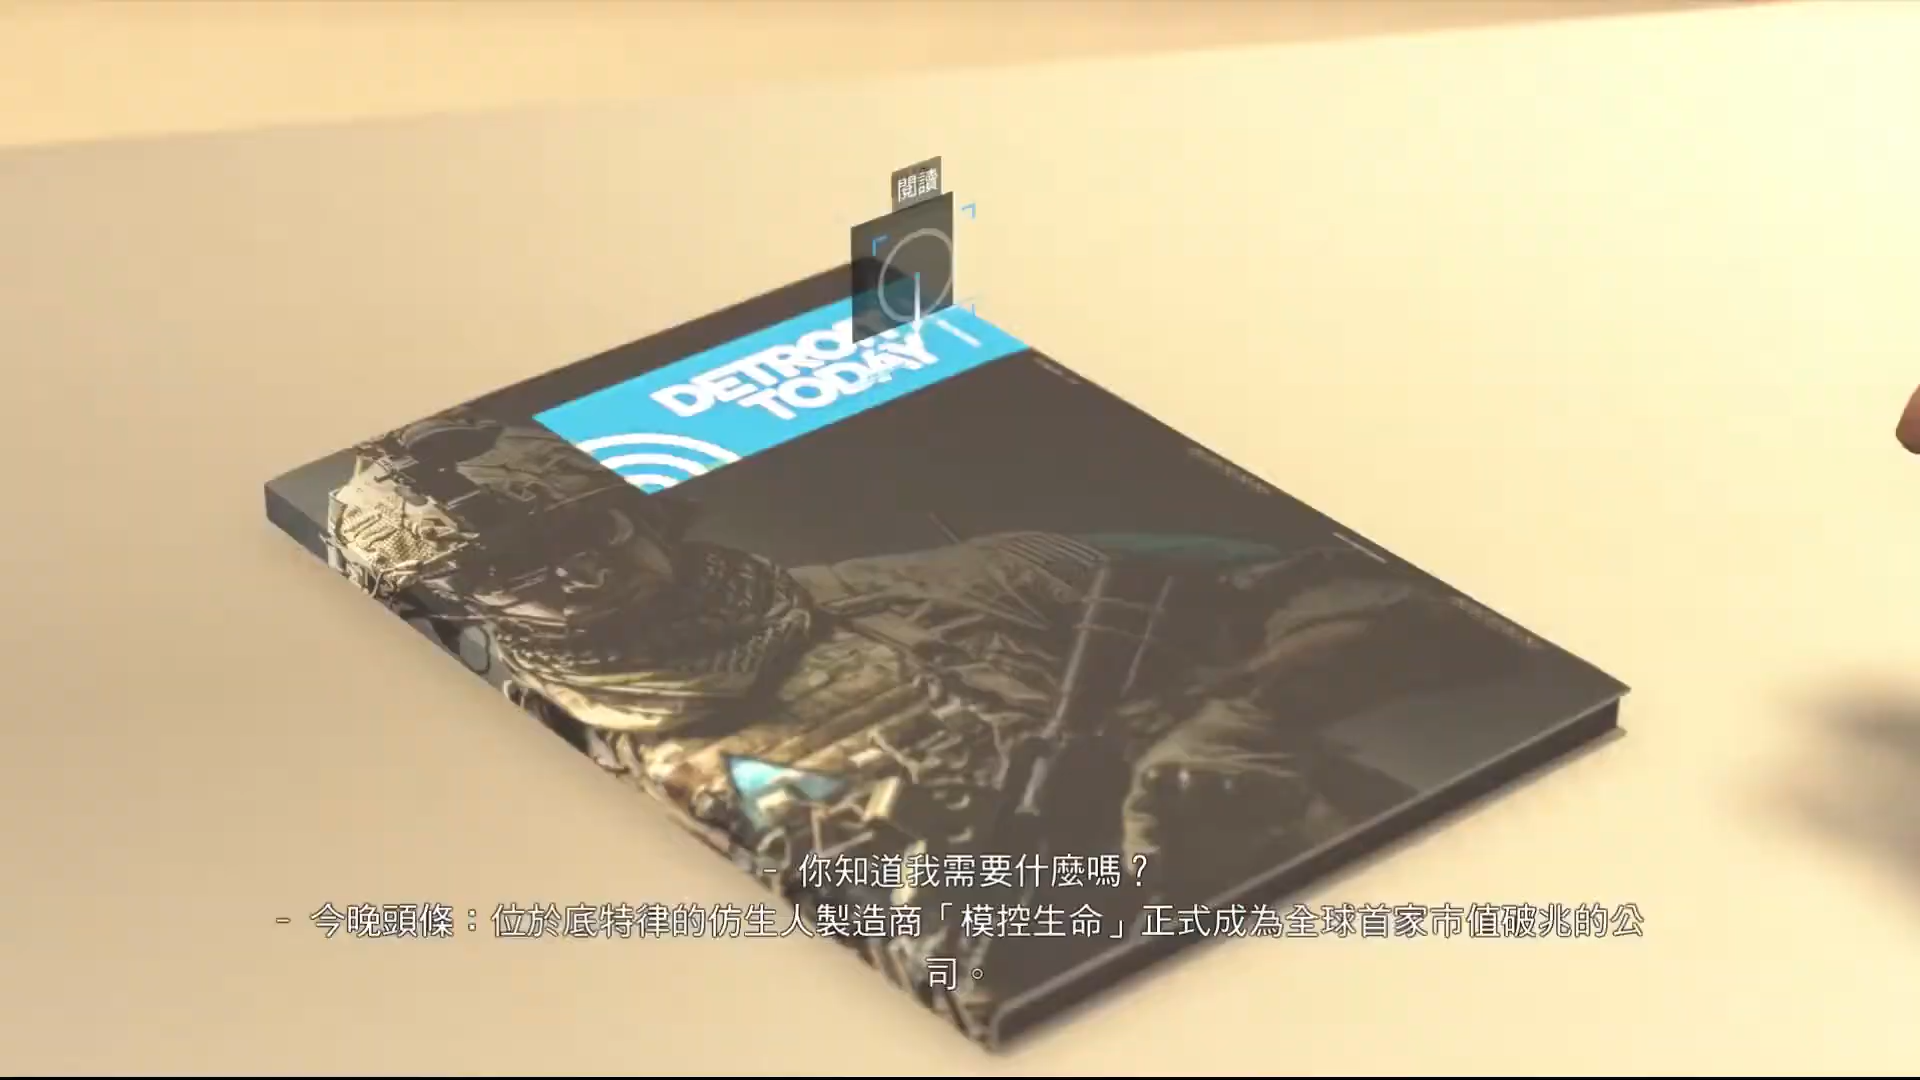 閱讀
DETROIT
TODAY
- 你知道我需要什麼嗎？
- 今晚頭條：位於底特律的仿生人製造商「模控生命」正式成為全球首家市值破兆的公
司。